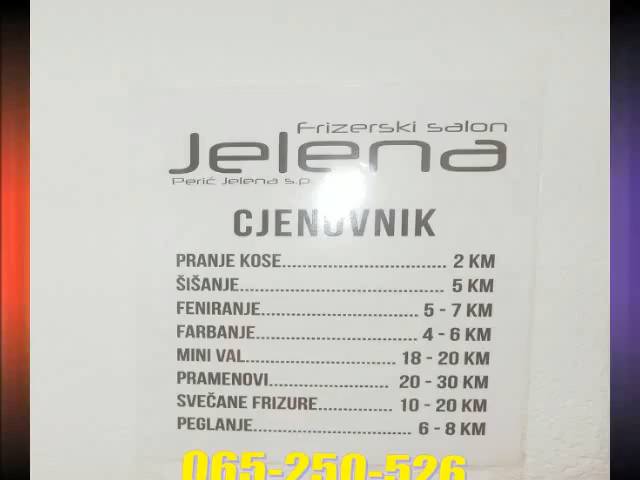 Frizerski salon
Jelena
Perić Jelena s.p.
CJENOVNIK
PRANJE KOSE................................. 2 KM
ŠIŠANJE......................................... 5 KM
FENIRANJE................................ 5 - 7 KM
FARBANJE................................. 4 - 6 KM
MINI VAL.............................. 18 - 20 KM
PRAMENOVI........................ 20 - 30 KM
SVEČANE FRIZURE............... 10 - 20 KM
PEGLANJE................................ 6 - 8 KM
065-250-526